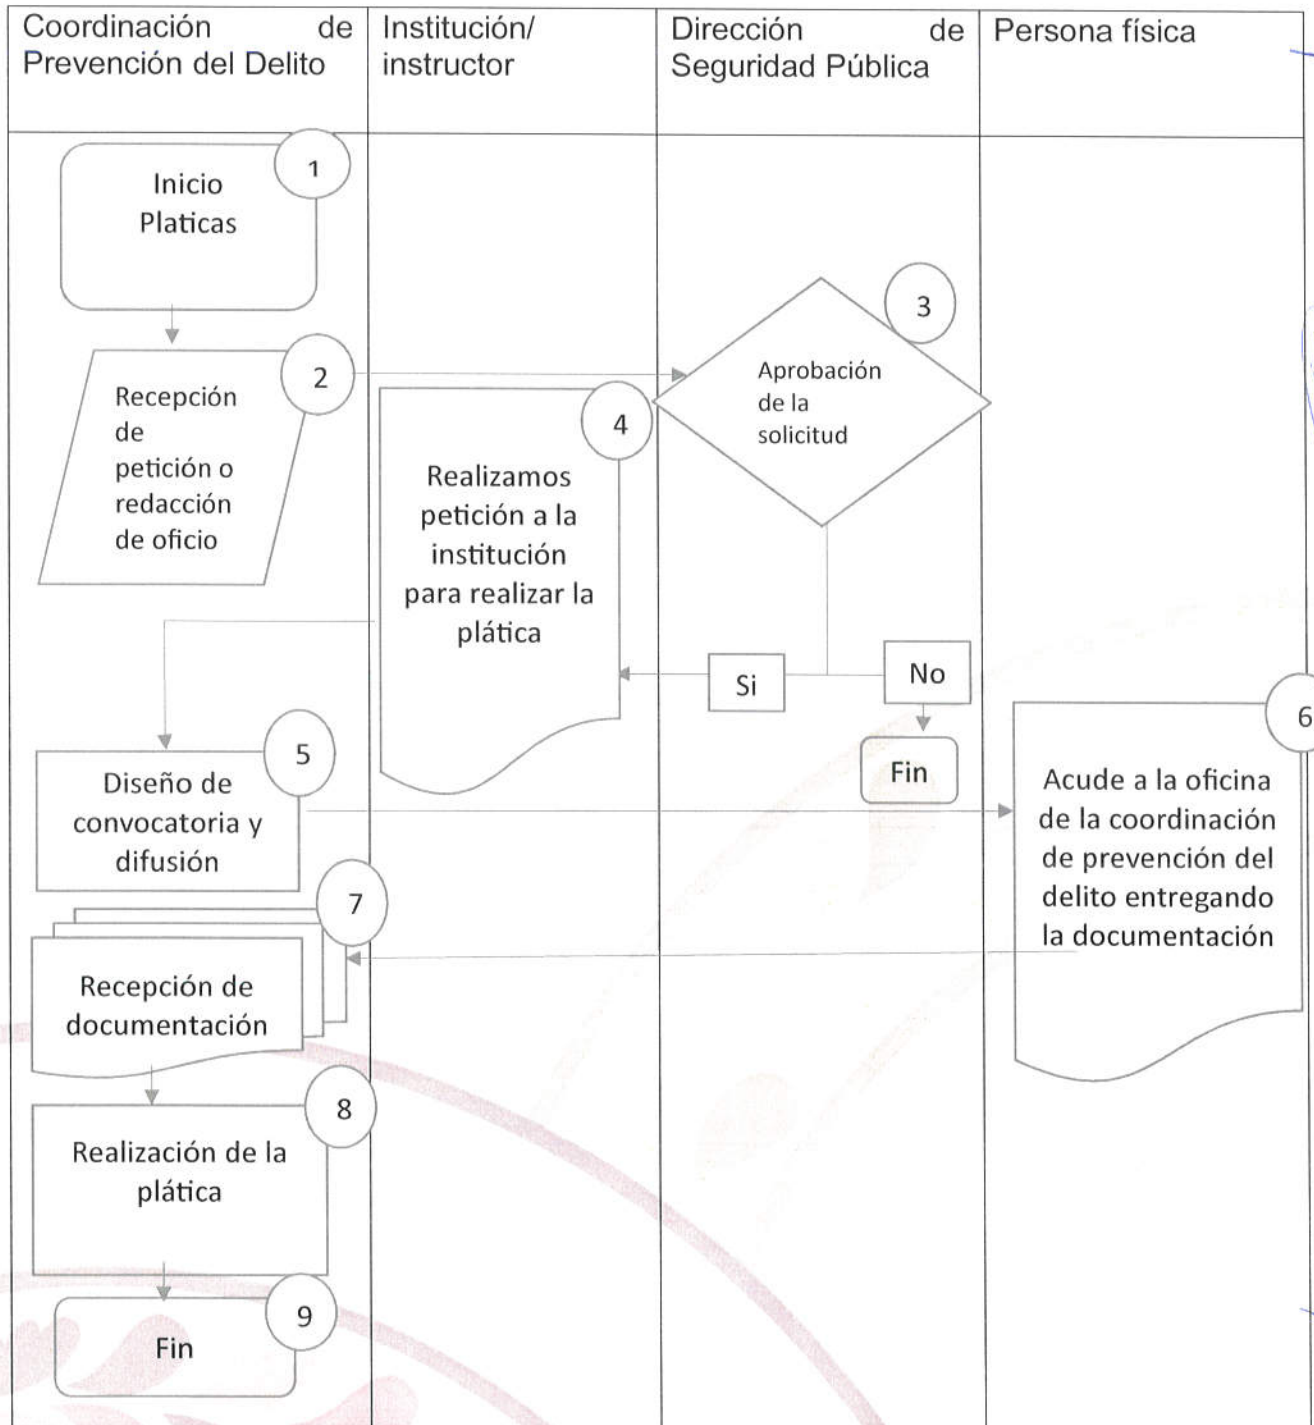 Coordinación de
Prevención del Delito
Institución/
instructor
Dirección de
Seguridad Pública
Persona física
1
Inicio
Platicas
2
Recepción
de
petición o
redacción
de oficio
3
Aprobación
de la
solicitud
4
Realizamos
petición a la
institución
para realizar la
plática
Si
No
Fin
5
Diseño de
convocatoria y
difusión
6
Acude a la oficina
de la coordinación
de prevención del
delito entregando
la documentación
7
Recepción de
documentación
8
Realización de la
plática
9
Fin